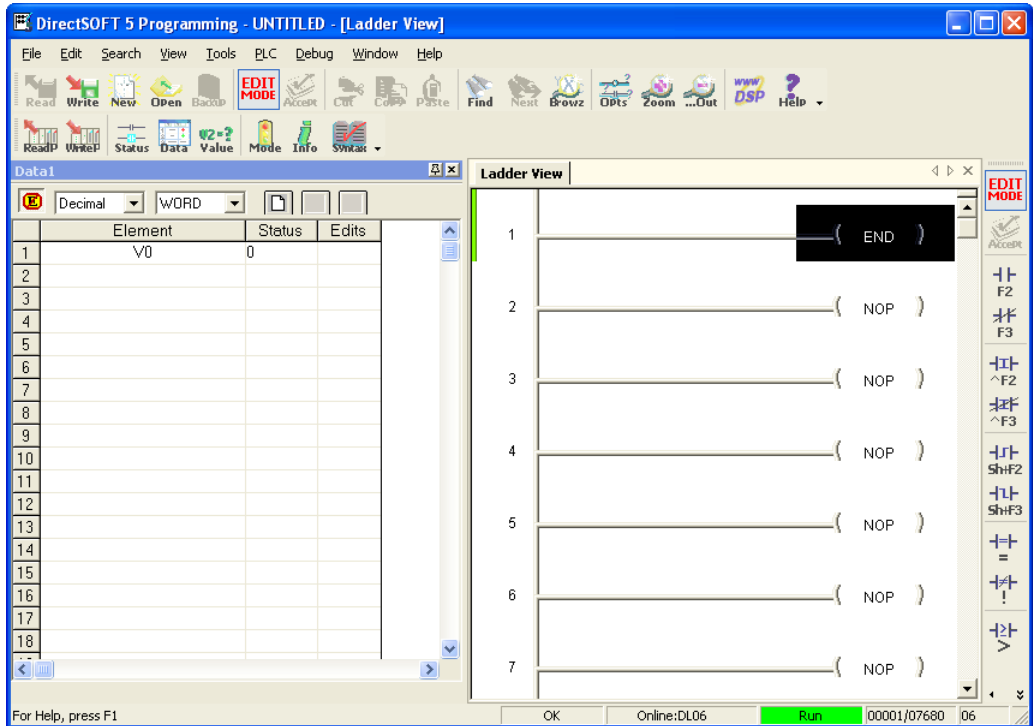 DirectSOFT 5 Programming - UNTITLED - [Ladder View]
File Edit Search View Tools PLC Debug Window Help
Read Write New Open Backup EDIT MODE Accept Cut Copy Paste Find Next Browz Opts Zoom ...Out WWW DSP Help
ReadP WriteP Status Data V2=? Value Mode Info Syntax
Data1
E Decimal WORD
Element Status Edits
1 V0 0
2
3
4
5
6
7
8
9
10
11
12
13
14
15
16
17
18
Ladder View
1 ( END )
2 ( NOP )
3 ( NOP )
4 ( NOP )
5 ( NOP )
6 ( NOP )
7 ( NOP )
EDIT
MODE
Accept
F2
F3
^F2
^F3
Sh+F2
Sh+F3
=
!
>
For Help, press F1
OK Online:DL06 Run 00001/07680 06